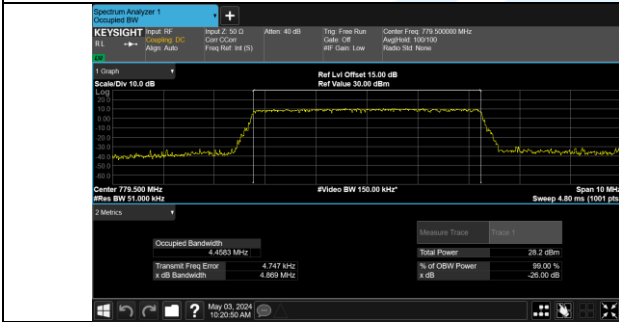 Spectrum Analyzer 1
Occupied BW
+
KEYSIGHT Input: RF Input Z: 50 Ω Atten: 40 dB Trig: Free Run Center Freq: 779.500000 MHz
R L Coupling: DC Corr CCorr Gate: Off Avg|Hold: 100/100
Align: Auto Freq Ref: Int (S) #IF Gain: Low Radio Std: None
1 Graph
Ref Lvl Offset 15.00 dB
Scale/Div 10.0 dB Ref Value 30.00 dBm
Log
20.0
10.0
0.00
-10.0
-20.0
-30.0
-40.0
-50.0
-60.0
Center 779.500 MHz #Video BW 150.00 kHz* Span 10 MHz
#Res BW 51.000 kHz Sweep 4.80 ms (1001 pts)
2 Metrics
Measure Trace Trace 1
Occupied Bandwidth
4.4583 MHz Total Power 28.2 dBm
Transmit Freq Error 4.747 kHz % of OBW Power 99.00 %
x dB Bandwidth 4.869 MHz x dB -26.00 dB
?
May 03, 2024
10:20:50 AM